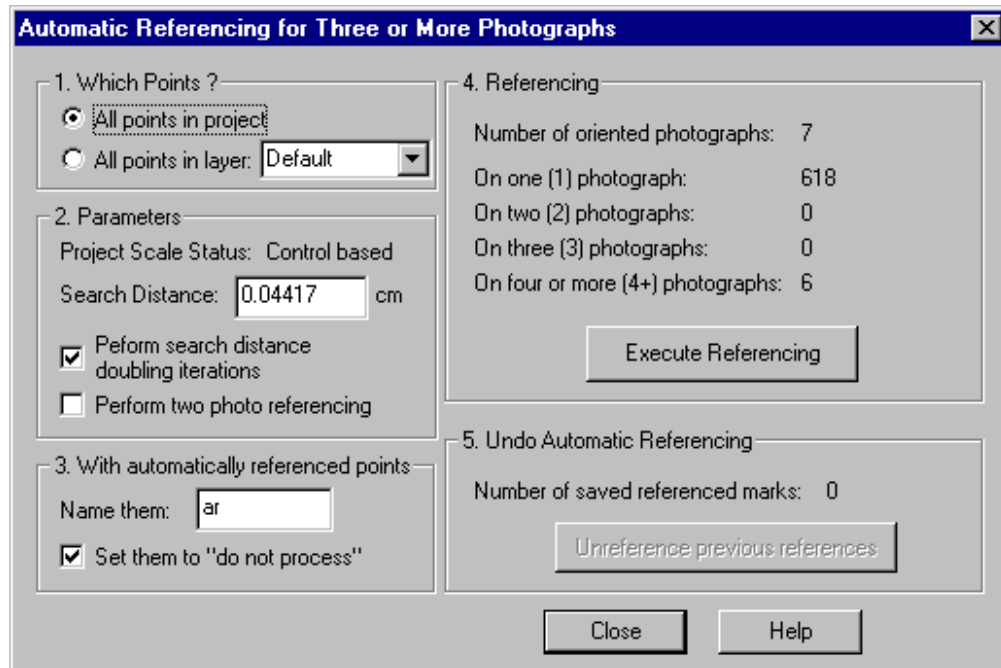 Automatic Referencing for Three or More Photographs
1. Which Points ?
All points in project
All points in layer: Default
2. Parameters
Project Scale Status: Control based
Search Distance: 0.04417 cm
Peform search distance
doubling iterations
Perform two photo referencing
3. With automatically referenced points
Name them: ar
Set them to "do not process"
4. Referencing
Number of oriented photographs: 7
On one (1) photograph: 618
On two (2) photographs: 0
On three (3) photographs: 0
On four or more (4+) photographs: 6
Execute Referencing
5. Undo Automatic Referencing
Number of saved referenced marks: 0
Unreference previous references
Close
Help